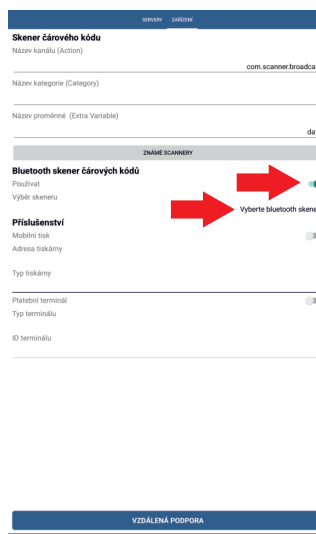 SERVERY ZAŘÍZENÍ
Skener čárového kódu
Název kanálu (Action)
com.scanner.broadca
Název kategorie (Category)
Název proměnné (Extra Variable)
da
ZNÁMÉ SCANNERY
Bluetooth skener čárových kódů
Používat
Výběr skeneru
Vyberte bluetooth skene
Příslušenství
Mobilní tisk
Adresa tiskárny
Typ tiskárny
Platební terminál
Typ terminálu
ID terminálu
VZDÁLENÁ PODPORA